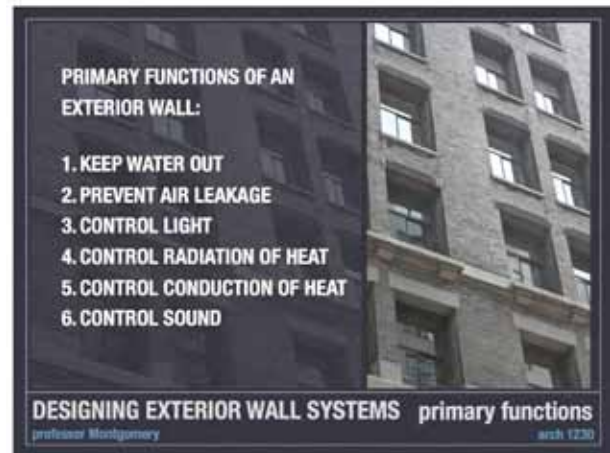 PRIMARY FUNCTIONS OF AN
EXTERIOR WALL:
1. KEEP WATER OUT
2. PREVENT AIR LEAKAGE
3. CONTROL LIGHT
4. CONTROL RADIATION OF HEAT
5. CONTROL CONDUCTION OF HEAT
6. CONTROL SOUND
DESIGNING EXTERIOR WALL SYSTEMS primary functions
professor Montgomery arch 1230